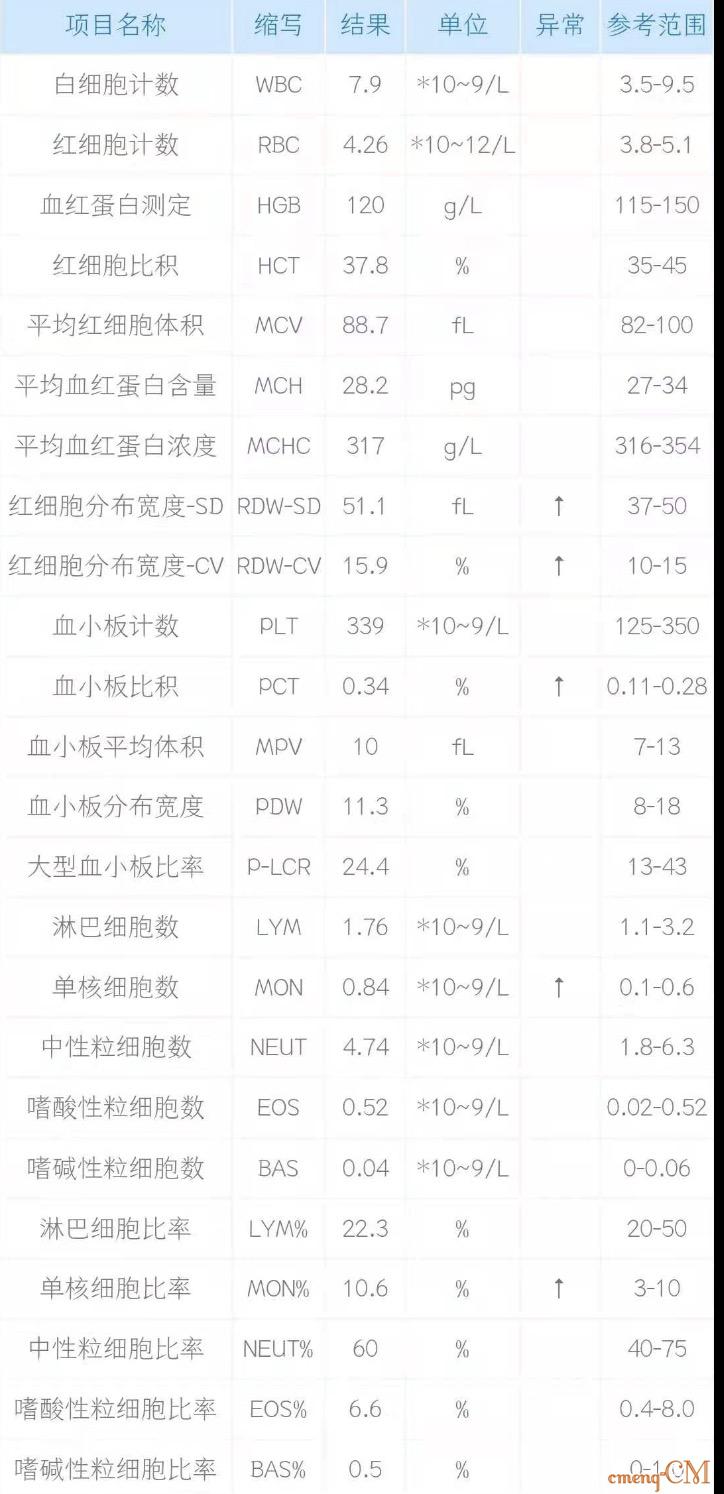 项目名称 缩写 结果 单位 异常 参考范围
白细胞计数 WBC 7.9 *10~9/L 3.5-9.5
红细胞计数 RBC 4.26 *10~12/L 3.8-5.1
血红蛋白测定 HGB 120 g/L 115-150
红细胞比积 HCT 37.8 % 35-45
平均红细胞体积 MCV 88.7 fL 82-100
平均血红蛋白含量 MCH 28.2 pg 27-34
平均血红蛋白浓度 MCHC 317 g/L 316-354
红细胞分布宽度-SD RDW-SD 51.1 fL ↑ 37-50
红细胞分布宽度-CV RDW-CV 15.9 % ↑ 10-15
血小板计数 PLT 339 *10~9/L 125-350
血小板比积 PCT 0.34 % ↑ 0.11-0.28
血小板平均体积 MPV 10 fL 7-13
血小板分布宽度 PDW 11.3 % 8-18
大型血小板比率 P-LCR 24.4 % 13-43
淋巴细胞数 LYM 1.76 *10~9/L 1.1-3.2
单核细胞数 MON 0.84 *10~9/L ↑ 0.1-0.6
中性粒细胞数 NEUT 4.74 *10~9/L 1.8-6.3
嗜酸性粒细胞数 EOS 0.52 *10~9/L 0.02-0.52
嗜碱性粒细胞数 BAS 0.04 *10~9/L 0-0.06
淋巴细胞比率 LYM% 22.3 % 20-50
单核细胞比率 MON% 10.6 % ↑ 3-10
中性粒细胞比率 NEUT% 60 % 40-75
嗜酸性粒细胞比率 EOS% 6.6 % 0.4-8.0
嗜碱性粒细胞比率 BAS% 0.5 %
cmenq-CM